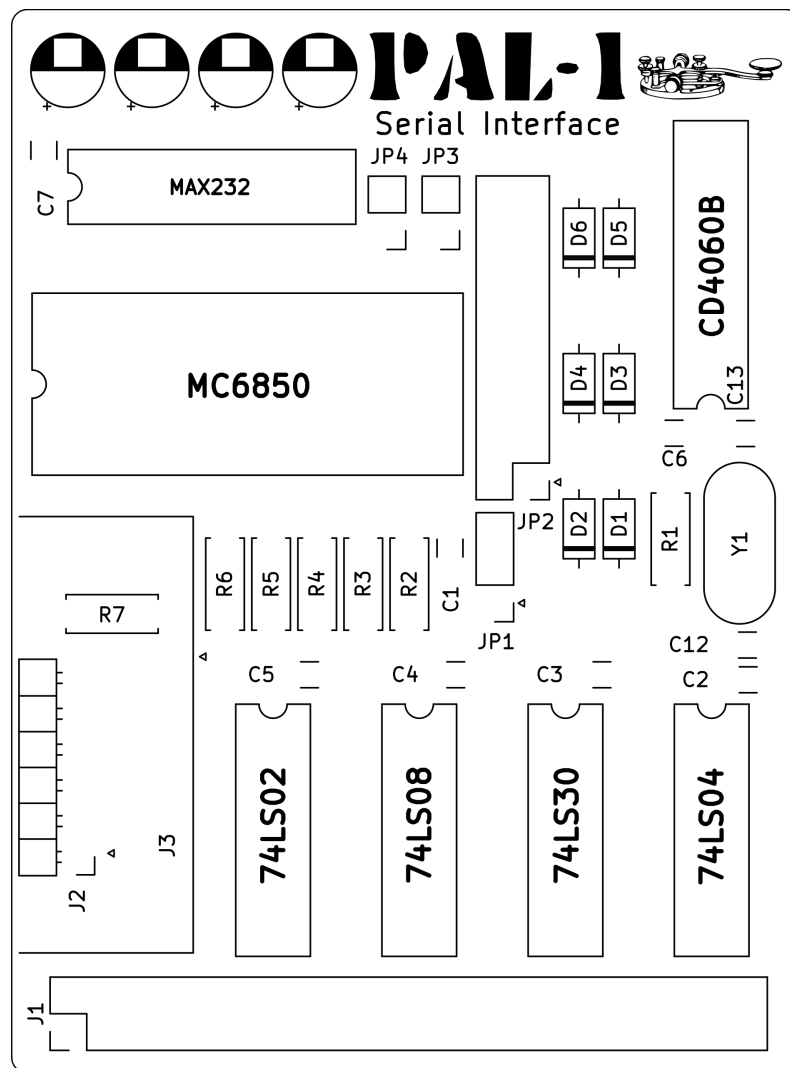 PAL-1
Serial Interface
+ + + +
JP4 JP3
C7
MAX232
D6 D5
CD4060B
MC6850
D4 D3
C13
C6
JP2
D2 D1
R1
Y1
R6 R5 R4 R3 R2
C1
R7
JP1
C12
C5 C4 C3 C2
74LS02 74LS08 74LS30 74LS04
J3
J2
J1